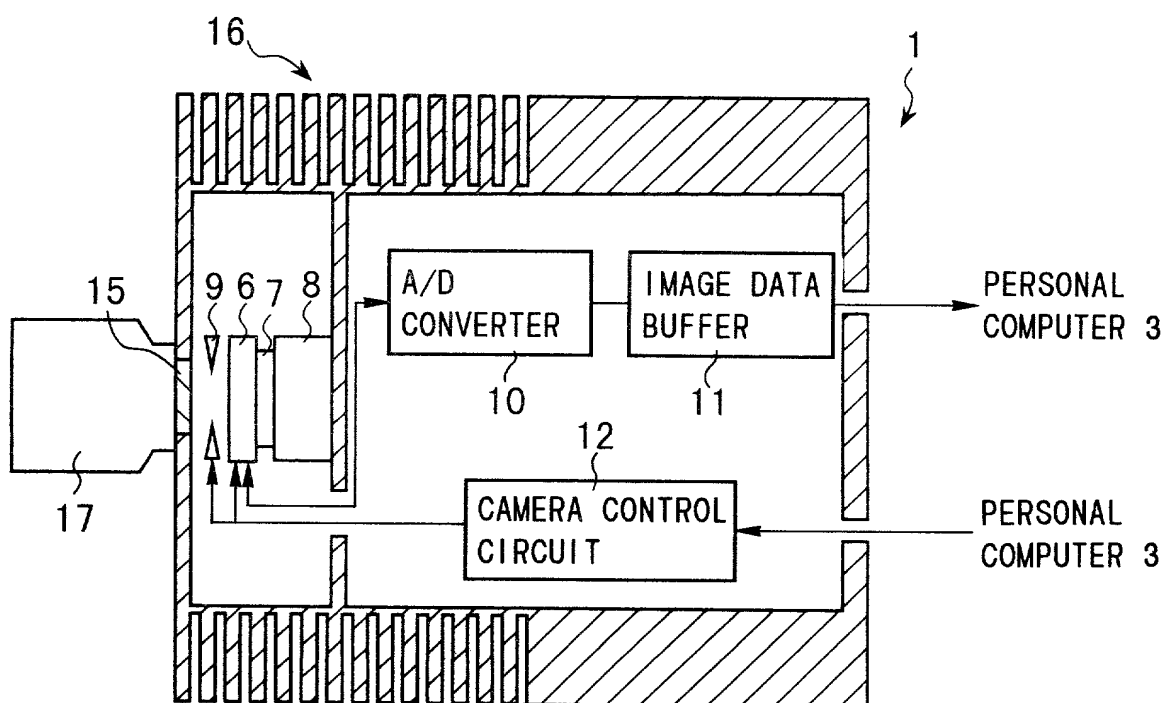 16
1
15
9
6
7
8
A/D
CONVERTER
IMAGE DATA
BUFFER
PERSONAL
COMPUTER 3
10
11
12
17
CAMERA CONTROL
CIRCUIT
PERSONAL
COMPUTER 3